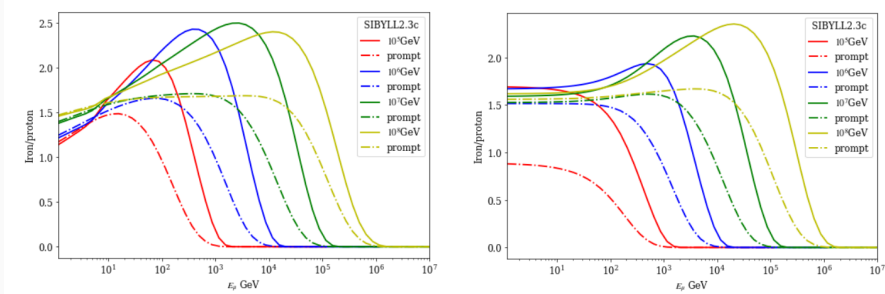 SIBYLL2.3c
10⁵GeV
prompt
10⁶GeV
prompt
10⁷GeV
prompt
10⁸GeV
prompt
Iron/proton
2.5
2.0
1.5
1.0
0.5
0.0
10¹ 10² 10³ 10⁴ 10⁵ 10⁶ 10⁷
Eμ GeV
SIBYLL2.3c
10⁵GeV
prompt
10⁶GeV
prompt
10⁷GeV
prompt
10⁸GeV
prompt
Iron/proton
2.0
1.5
1.0
0.5
0.0
10¹ 10² 10³ 10⁴ 10⁵ 10⁶ 10⁷
Eμ GeV